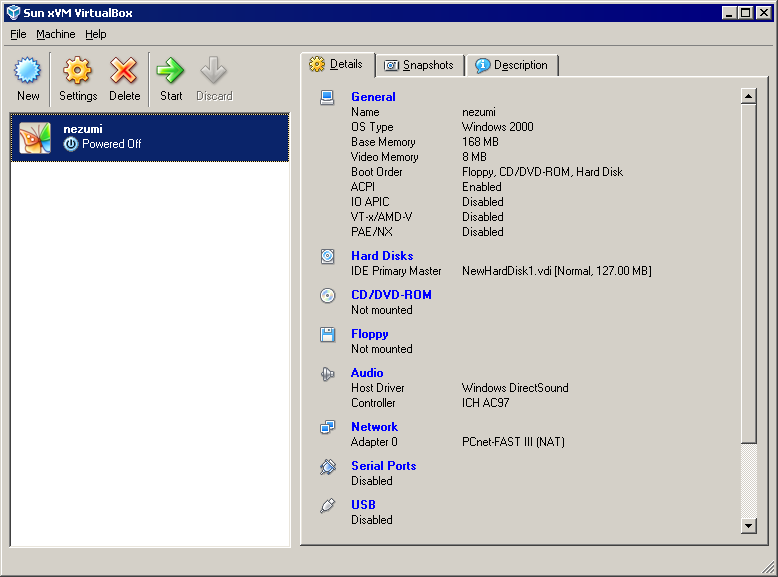 Sun xVM VirtualBox
File Machine Help
New Settings Delete Start Discard
nezumi
Powered Off
Details Snapshots Description
General
Name nezumi
OS Type Windows 2000
Base Memory 168 MB
Video Memory 8 MB
Boot Order Floppy, CD/DVD-ROM, Hard Disk
ACPI Enabled
IO APIC Disabled
VT-x/AMD-V Disabled
PAE/NX Disabled
Hard Disks
IDE Primary Master NewHardDisk1.vdi [Normal, 127.00 MB]
CD/DVD-ROM
Not mounted
Floppy
Not mounted
Audio
Host Driver Windows DirectSound
Controller ICH AC97
Network
Adapter 0 PCnet-FAST III (NAT)
Serial Ports
Disabled
USB
Disabled